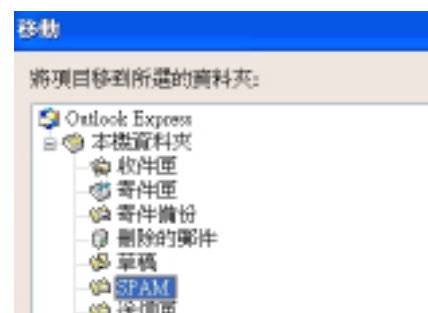 移動
將項目移到所選的資料夾:
Outlook Express
本機資料夾
收件匣
寄件匣
寄件備份
刪除的郵件
草稿
SPAM